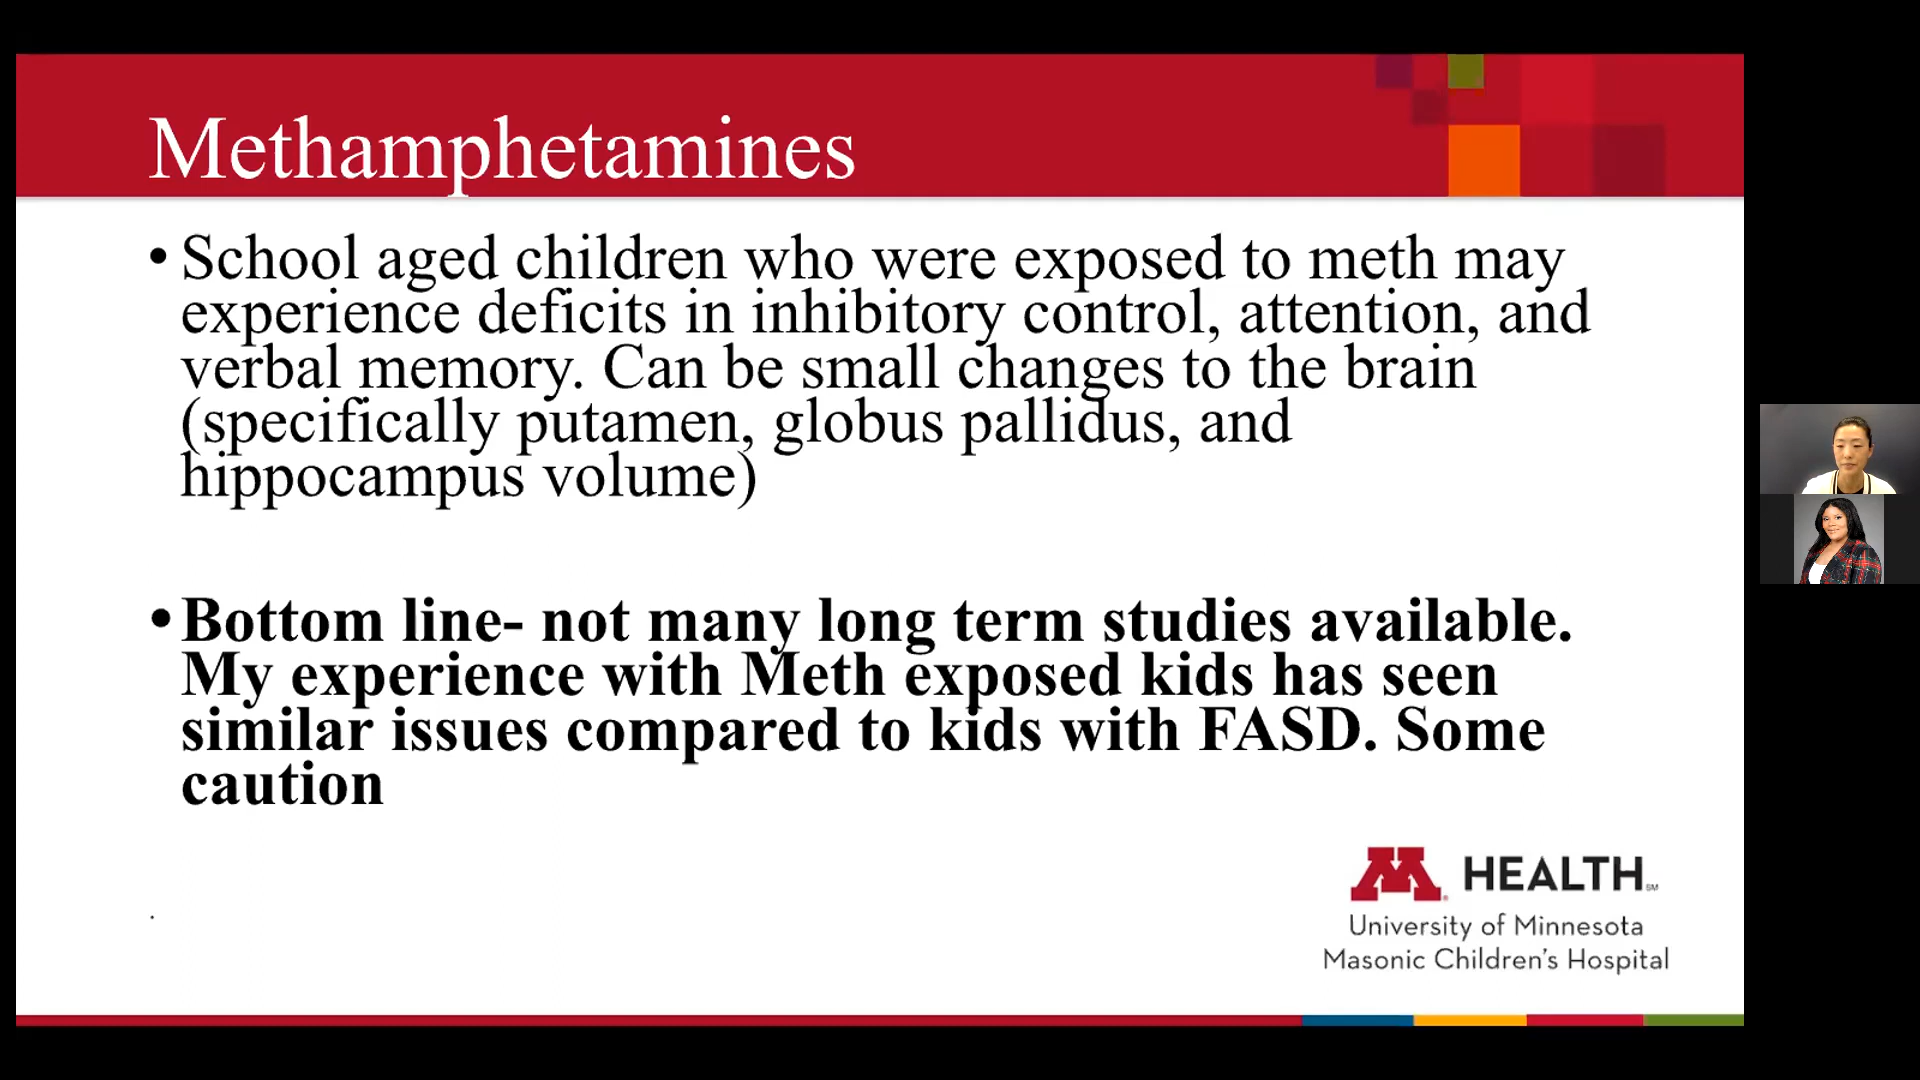 Methamphetamines
• School aged children who were exposed to meth may
experience deficits in inhibitory control, attention, and
verbal memory. Can be small changes to the brain
(specifically putamen, globus pallidus, and
hippocampus volume)
• Bottom line- not many long term studies available.
My experience with Meth exposed kids has seen
similar issues compared to kids with FASD. Some
caution
.
M HEALTH SM
University of Minnesota
Masonic Children's Hospital